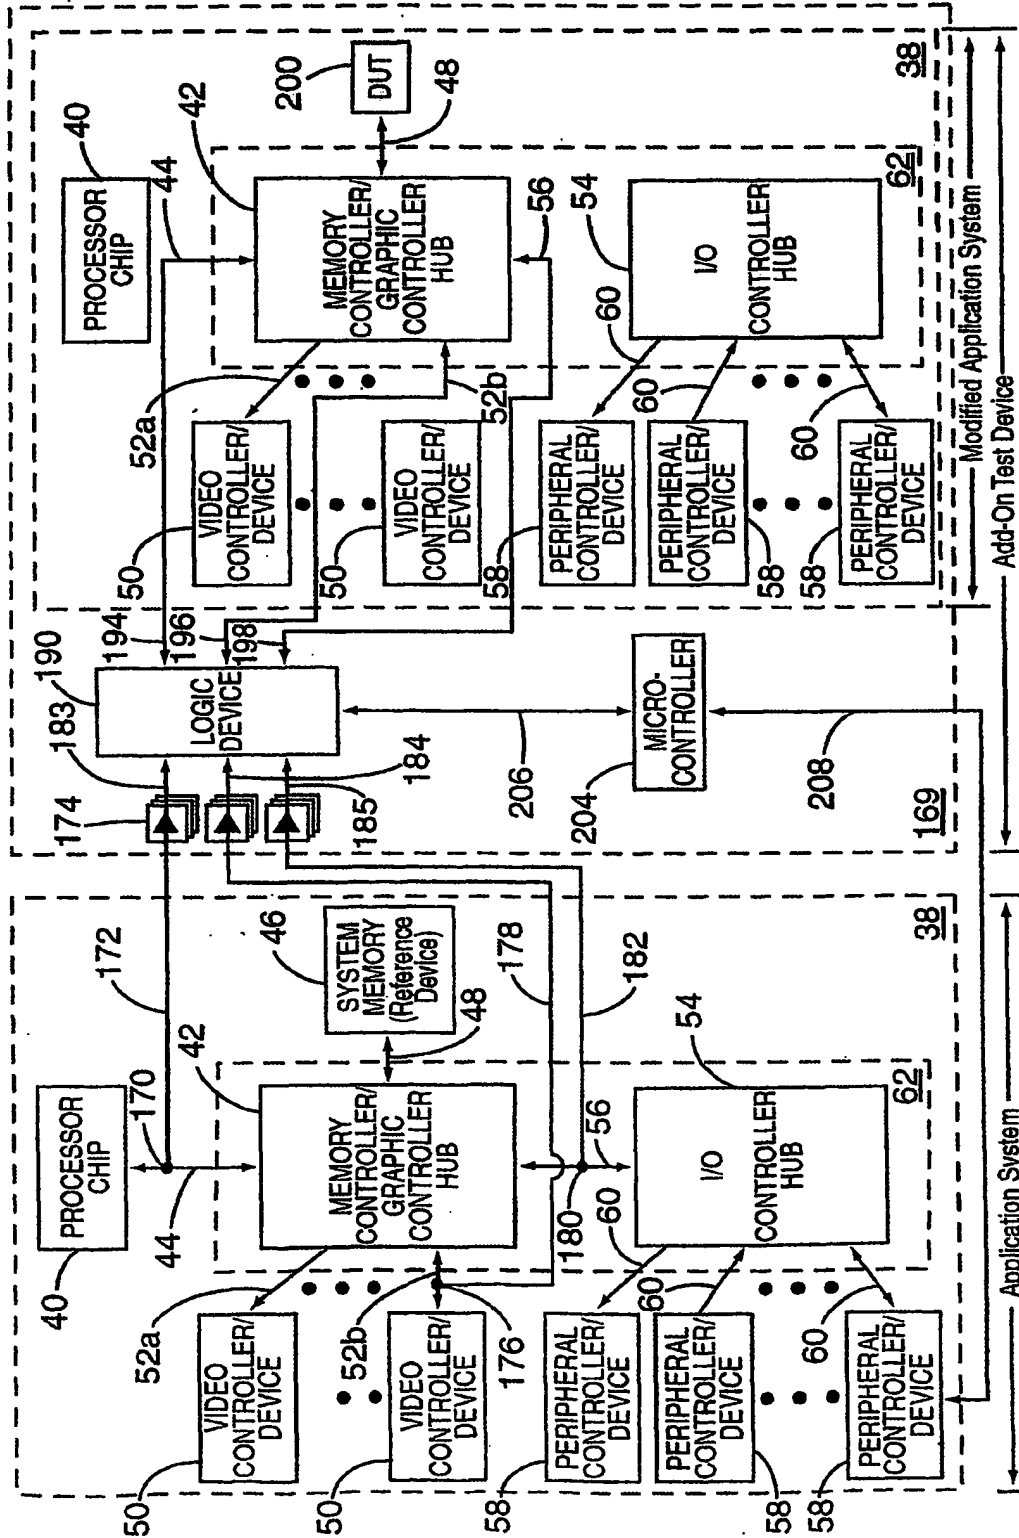 40
PROCESSOR
CHIP
170
172
174
183
190
194
196
198
44
42
MEMORY
CONTROLLER/
GRAPHIC
CONTROLLER
HUB
46
SYSTEM
MEMORY
(Reference
Device)
48
52a
50
VIDEO
CONTROLLER/
DEVICE
50
VIDEO
CONTROLLER/
DEVICE
52b
176
178
180
182
56
54
I/O
CONTROLLER
HUB
62
60
60
60
58
PERIPHERAL
CONTROLLER/
DEVICE
58
PERIPHERAL
CONTROLLER/
DEVICE
58
PERIPHERAL
CONTROLLER/
DEVICE
38
Application System
LOGIC
DEVICE
184
185
206
204
MICRO-
CONTROLLER
208
169
40
PROCESSOR
CHIP
44
42
MEMORY
CONTROLLER/
GRAPHIC
CONTROLLER
HUB
200
DUT
48
52a
50
VIDEO
CONTROLLER/
DEVICE
50
VIDEO
CONTROLLER/
DEVICE
52b
56
54
I/O
CONTROLLER
HUB
62
60
60
60
58
PERIPHERAL
CONTROLLER/
DEVICE
58
PERIPHERAL
CONTROLLER/
DEVICE
58
PERIPHERAL
CONTROLLER/
DEVICE
38
Modified Application System
Add-On Test Device